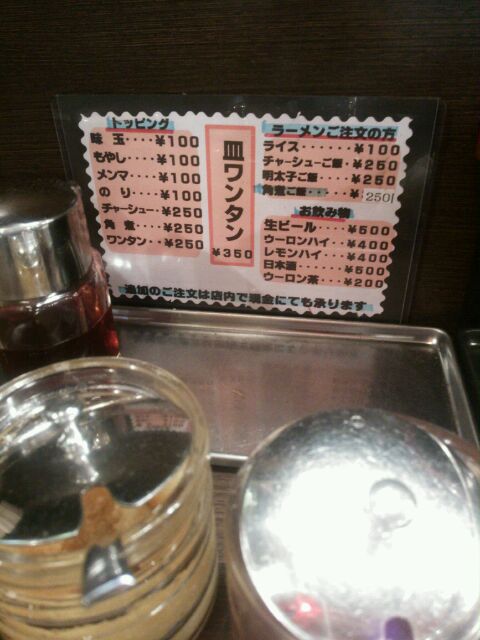 トッピング
味 玉････¥100
もやし････¥100
メンマ････¥100
の り････¥100
チャーシュー･･¥250
角 煮････¥250
ワンタン･･¥250
皿ワンタン
¥350
ラーメンご注文の方
ライス･･････¥100
チャーシューご飯･･¥250
明太子ご飯････¥250
角煮ご飯････¥250
お飲み物
生ビール････¥500
ウーロンハイ･･¥400
レモンハイ･･･¥400
日本酒･････¥500
ウーロン茶･･･¥200
追加のご注文は店内で現金にても承ります